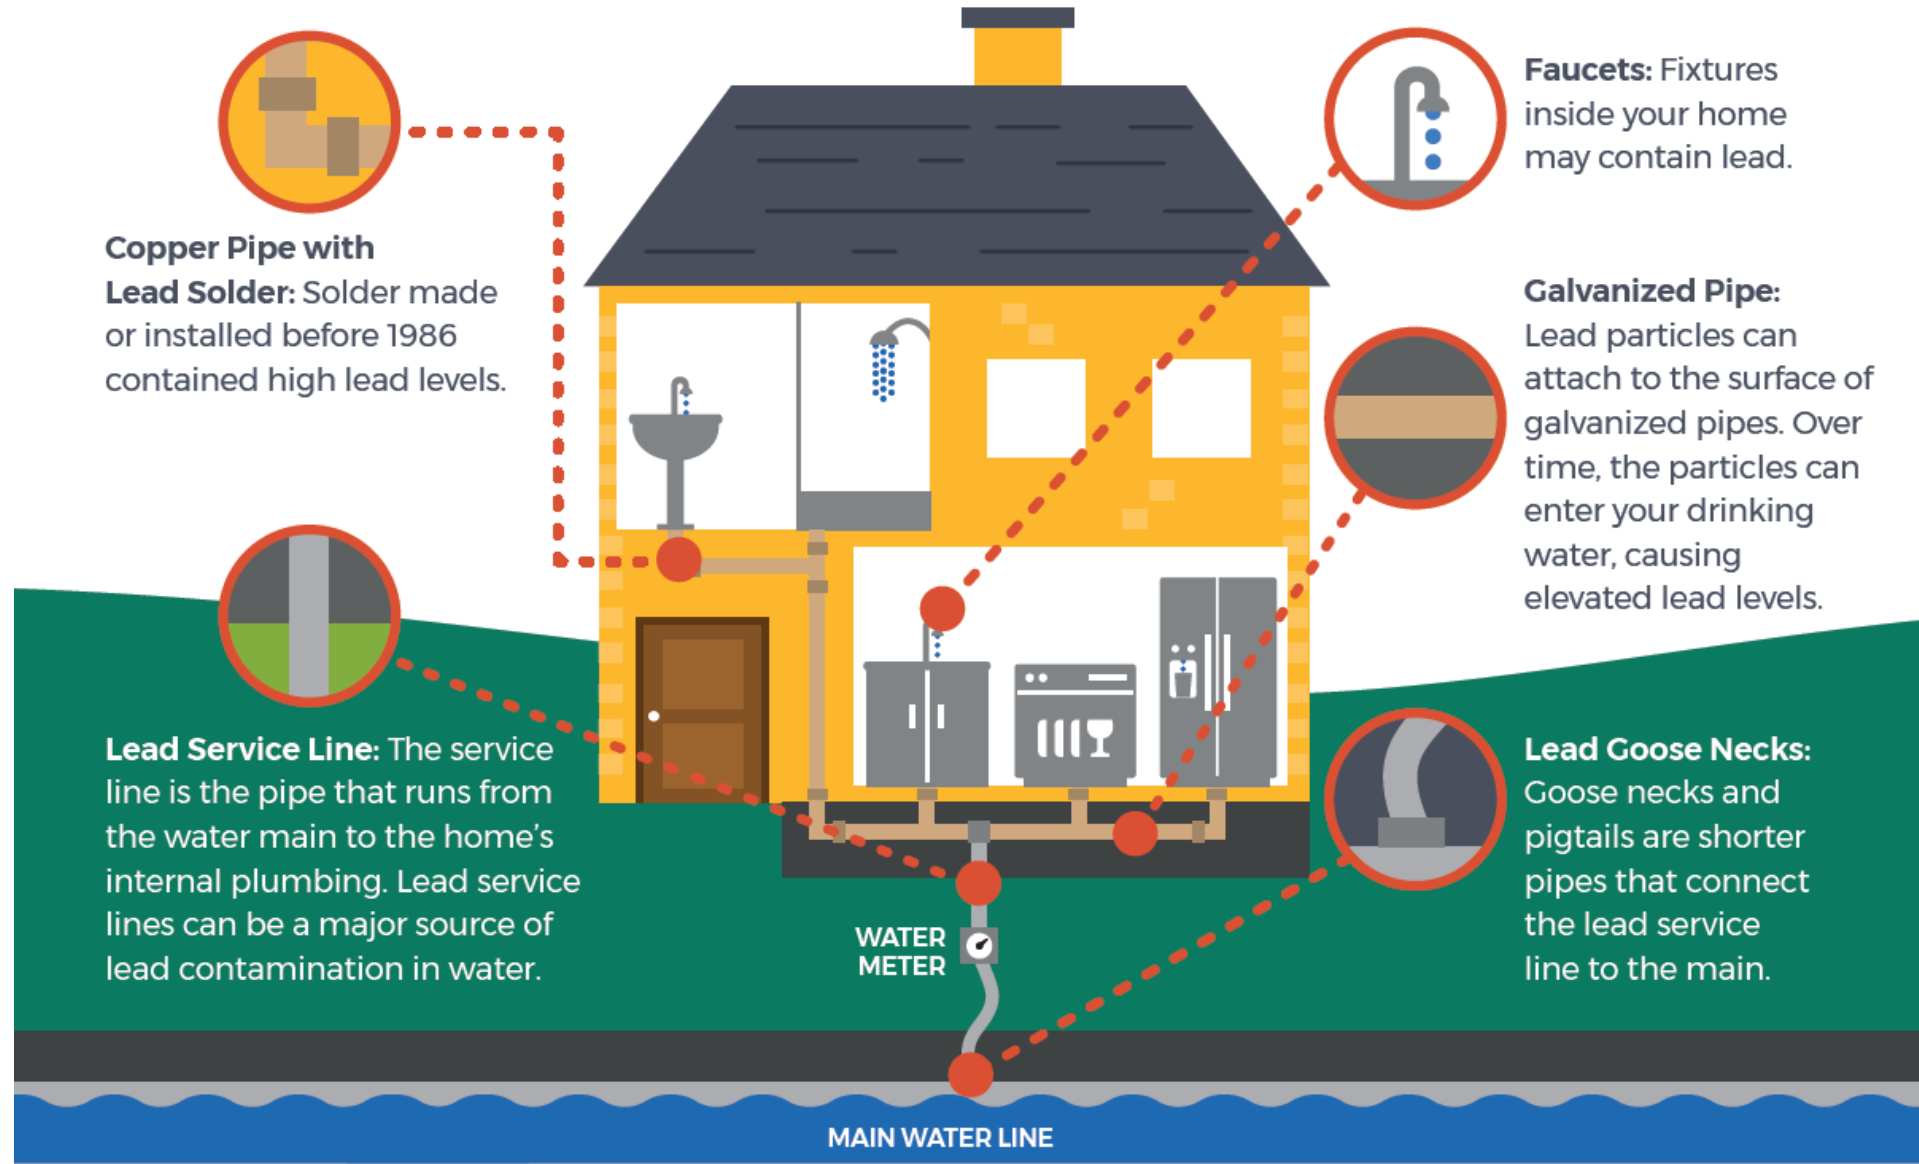 Copper Pipe with
Lead Solder: Solder made
or installed before 1986
contained high lead levels.
Faucets: Fixtures
inside your home
may contain lead.
Galvanized Pipe:
Lead particles can
attach to the surface of
galvanized pipes. Over
time, the particles can
enter your drinking
water, causing
elevated lead levels.
Lead Service Line: The service
line is the pipe that runs from
the water main to the home’s
internal plumbing. Lead service
lines can be a major source of
lead contamination in water.
Lead Goose Necks:
Goose necks and
pigtails are shorter
pipes that connect
the lead service
line to the main.
WATER
METER
MAIN WATER LINE